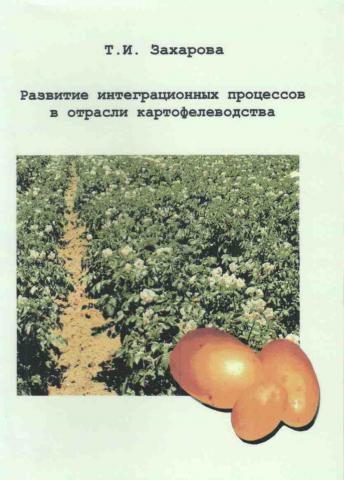 Т.И. Захарова
Развитие интеграционных процессов
в отрасли картофелеводства